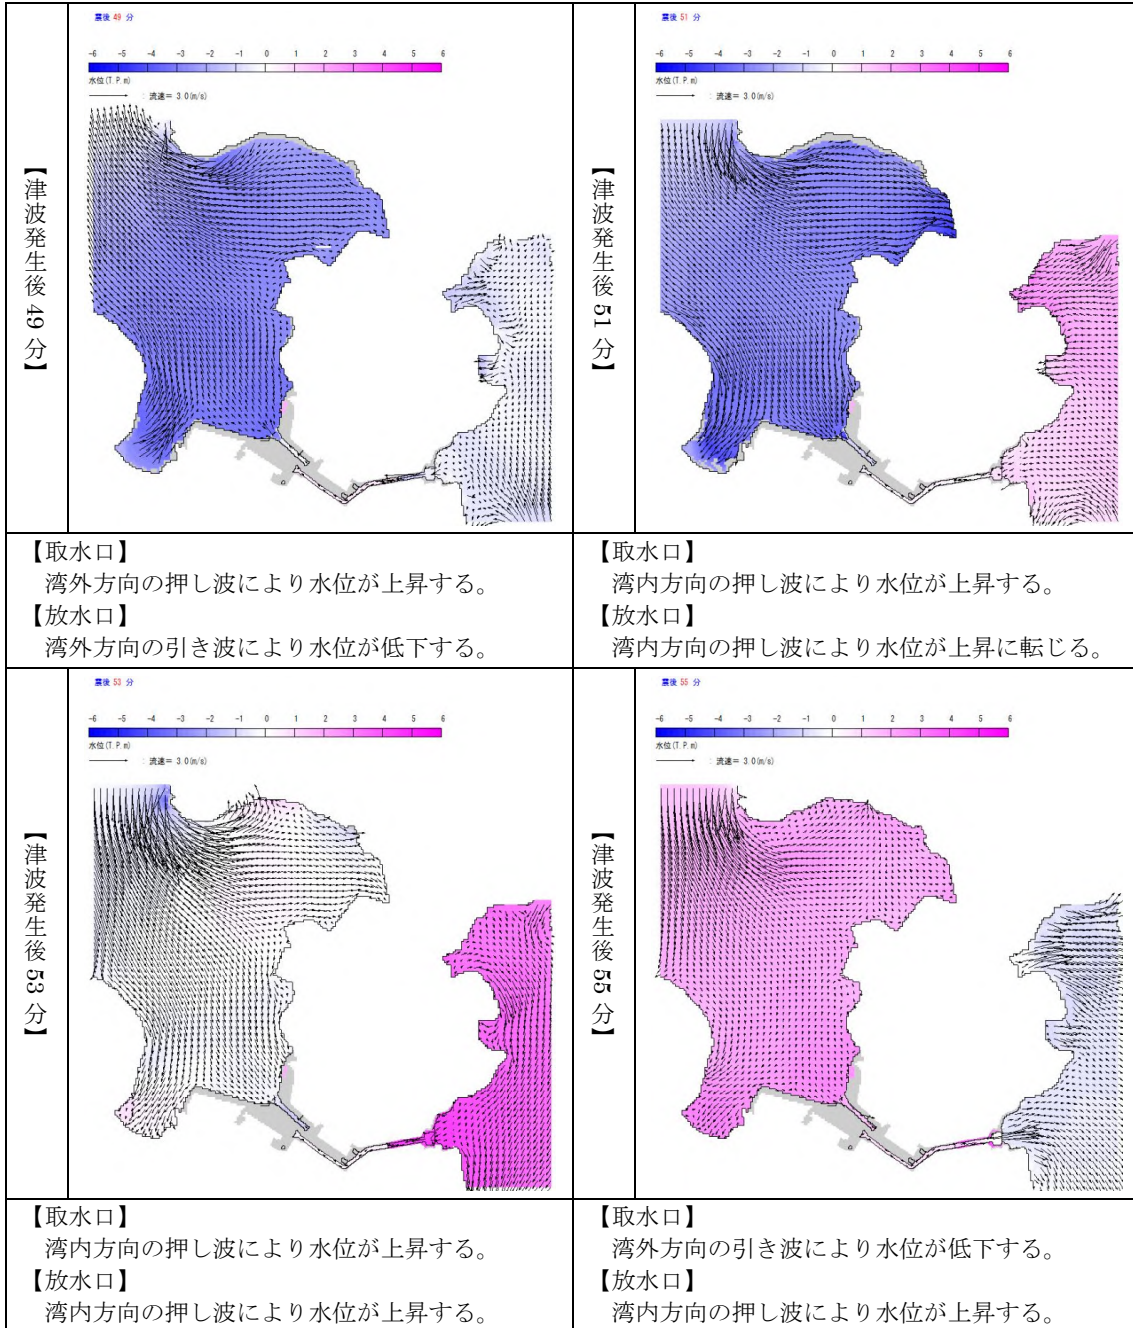 震後 49 分
-6 -5 -4 -3 -2 -1 0 1 2 3 4 5 6
水位(T.P.m)
: 流速= 3.0(m/s)
【津波発生後 49 分】
【取水口】
湾外方向の押し波により水位が上昇する。
【放水口】
湾外方向の引き波により水位が低下する。
震後 51 分
-6 -5 -4 -3 -2 -1 0 1 2 3 4 5 6
水位(T.P.m)
: 流速= 3.0(m/s)
【津波発生後 51 分】
【取水口】
湾内方向の押し波により水位が上昇する。
【放水口】
湾内方向の押し波により水位が上昇に転じる。
震後 53 分
-6 -5 -4 -3 -2 -1 0 1 2 3 4 5 6
水位(T.P.m)
: 流速= 3.0(m/s)
【津波発生後 53 分】
【取水口】
湾内方向の押し波により水位が上昇する。
【放水口】
湾内方向の押し波により水位が上昇する。
震後 55 分
-6 -5 -4 -3 -2 -1 0 1 2 3 4 5 6
水位(T.P.m)
: 流速= 3.0(m/s)
【津波発生後 55 分】
【取水口】
湾外方向の引き波により水位が低下する。
【放水口】
湾内方向の押し波により水位が上昇する。